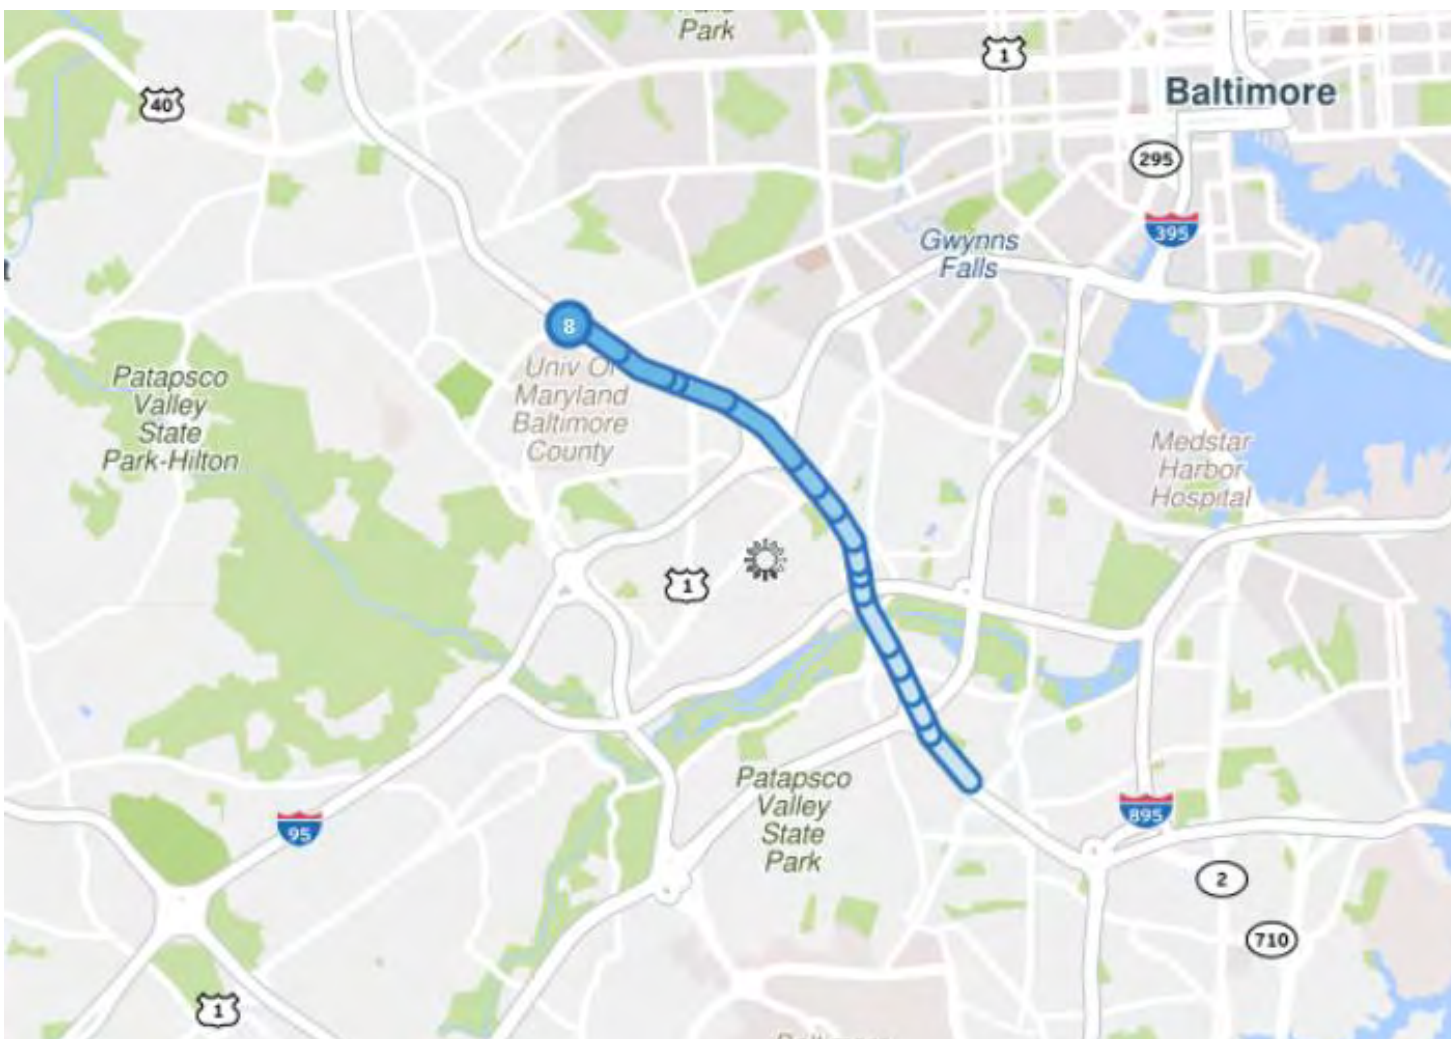 Park
1
40
Baltimore
295
395
Gwynns
Falls
8
Patapsco
Valley
State
Park-Hilton
Univ Of
Maryland
Baltimore
County
Medstar
Harbor
Hospital
1
Patapsco
Valley
State
Park
95
895
2
710
1